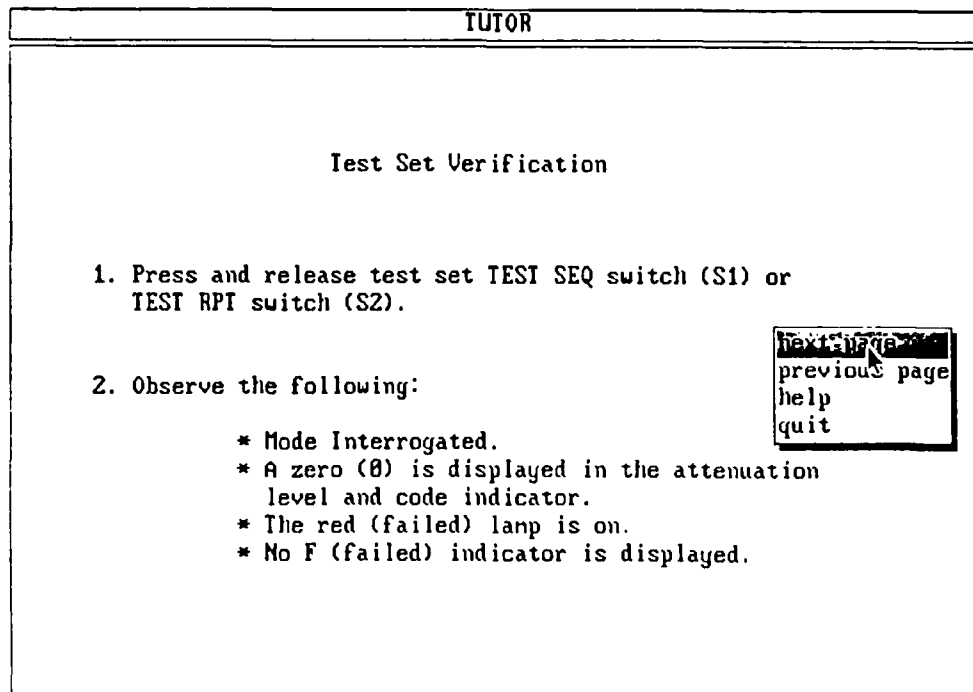 TUTOR
Test Set Verification
1. Press and release test set TEST SEQ switch (S1) or
TEST RPT switch (S2).
next page
previous page
help
quit
2. Observe the following:
* Mode Interrogated.
* A zero (0) is displayed in the attenuation
level and code indicator.
* The red (failed) lamp is on.
* No F (failed) indicator is displayed.